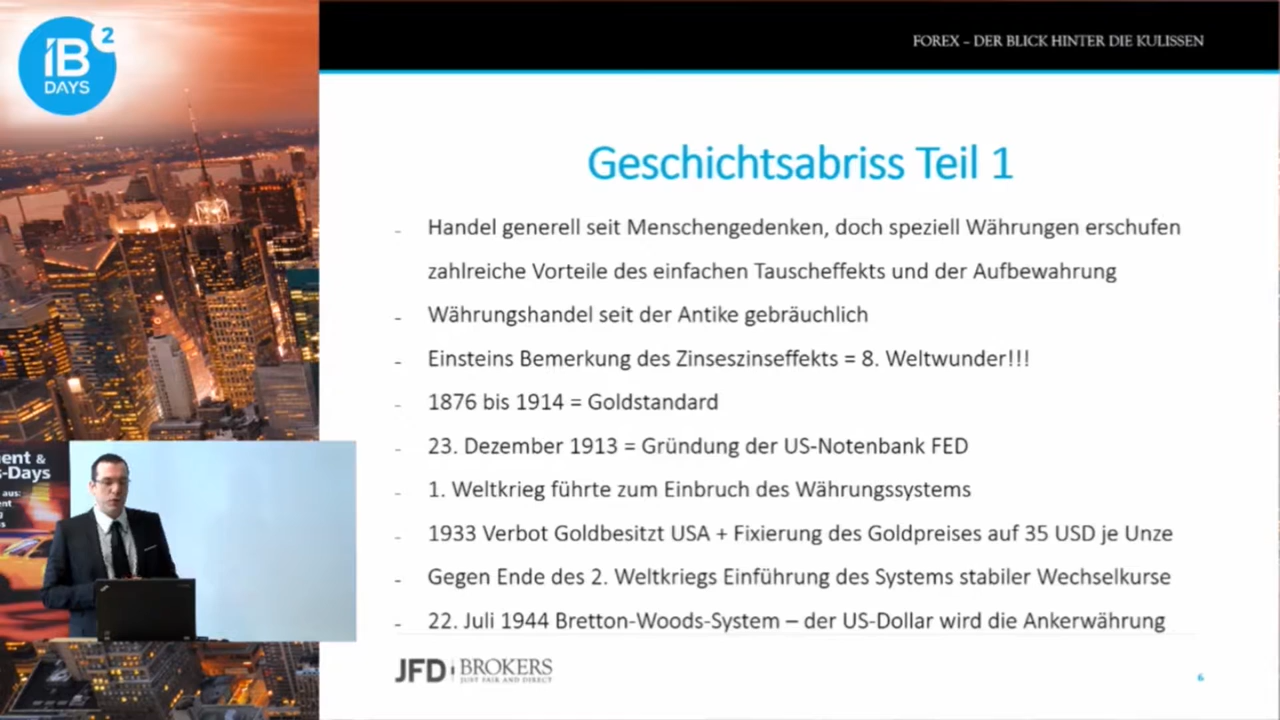 iB 2
DAYS
FOREX – DER BLICK HINTER DIE KULISSEN
Geschichtsabriss Teil 1
- Handel generell seit Menschengedenken, doch speziell Währungen erschufen
zahlreiche Vorteile des einfachen Tauscheffekts und der Aufbewahrung
- Währungshandel seit der Antike gebräuchlich
- Einsteins Bemerkung des Zinseszinseffekts = 8. Weltwunder!!!
- 1876 bis 1914 = Goldstandard
- 23. Dezember 1913 = Gründung der US-Notenbank FED
- 1. Weltkrieg führte zum Einbruch des Währungssystems
- 1933 Verbot Goldbesitzt USA + Fixierung des Goldpreises auf 35 USD je Unze
- Gegen Ende des 2. Weltkriegs Einführung des Systems stabiler Wechselkurse
- 22. Juli 1944 Bretton-Woods-System – der US-Dollar wird die Ankerwährung
JFD BROKERS
JUST FAIR AND DIRECT
6
ent &
s-Days
aus: